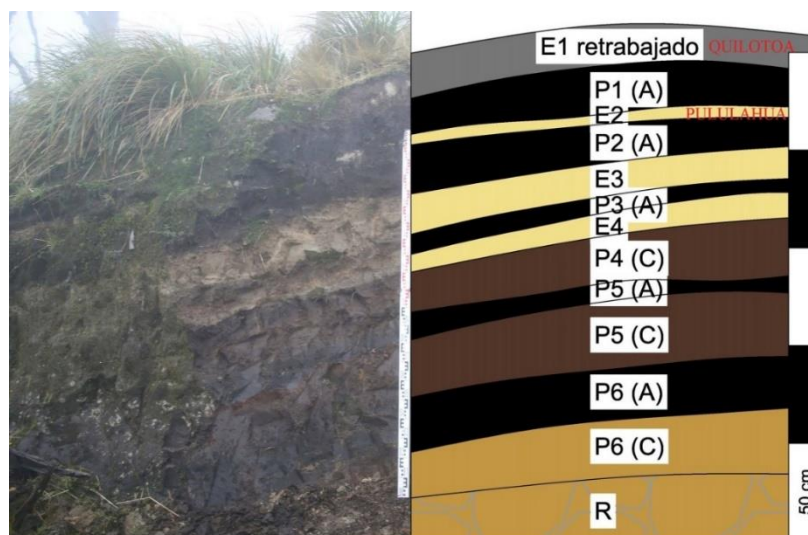 E1 retrabajado QUILOTOA
P1 (A)
E2 PULULAHUA
P2 (A)
E3
P3 (A)
E4
P4 (C)
P5 (A)
P5 (C)
P6 (A)
P6 (C)
R
50 cm